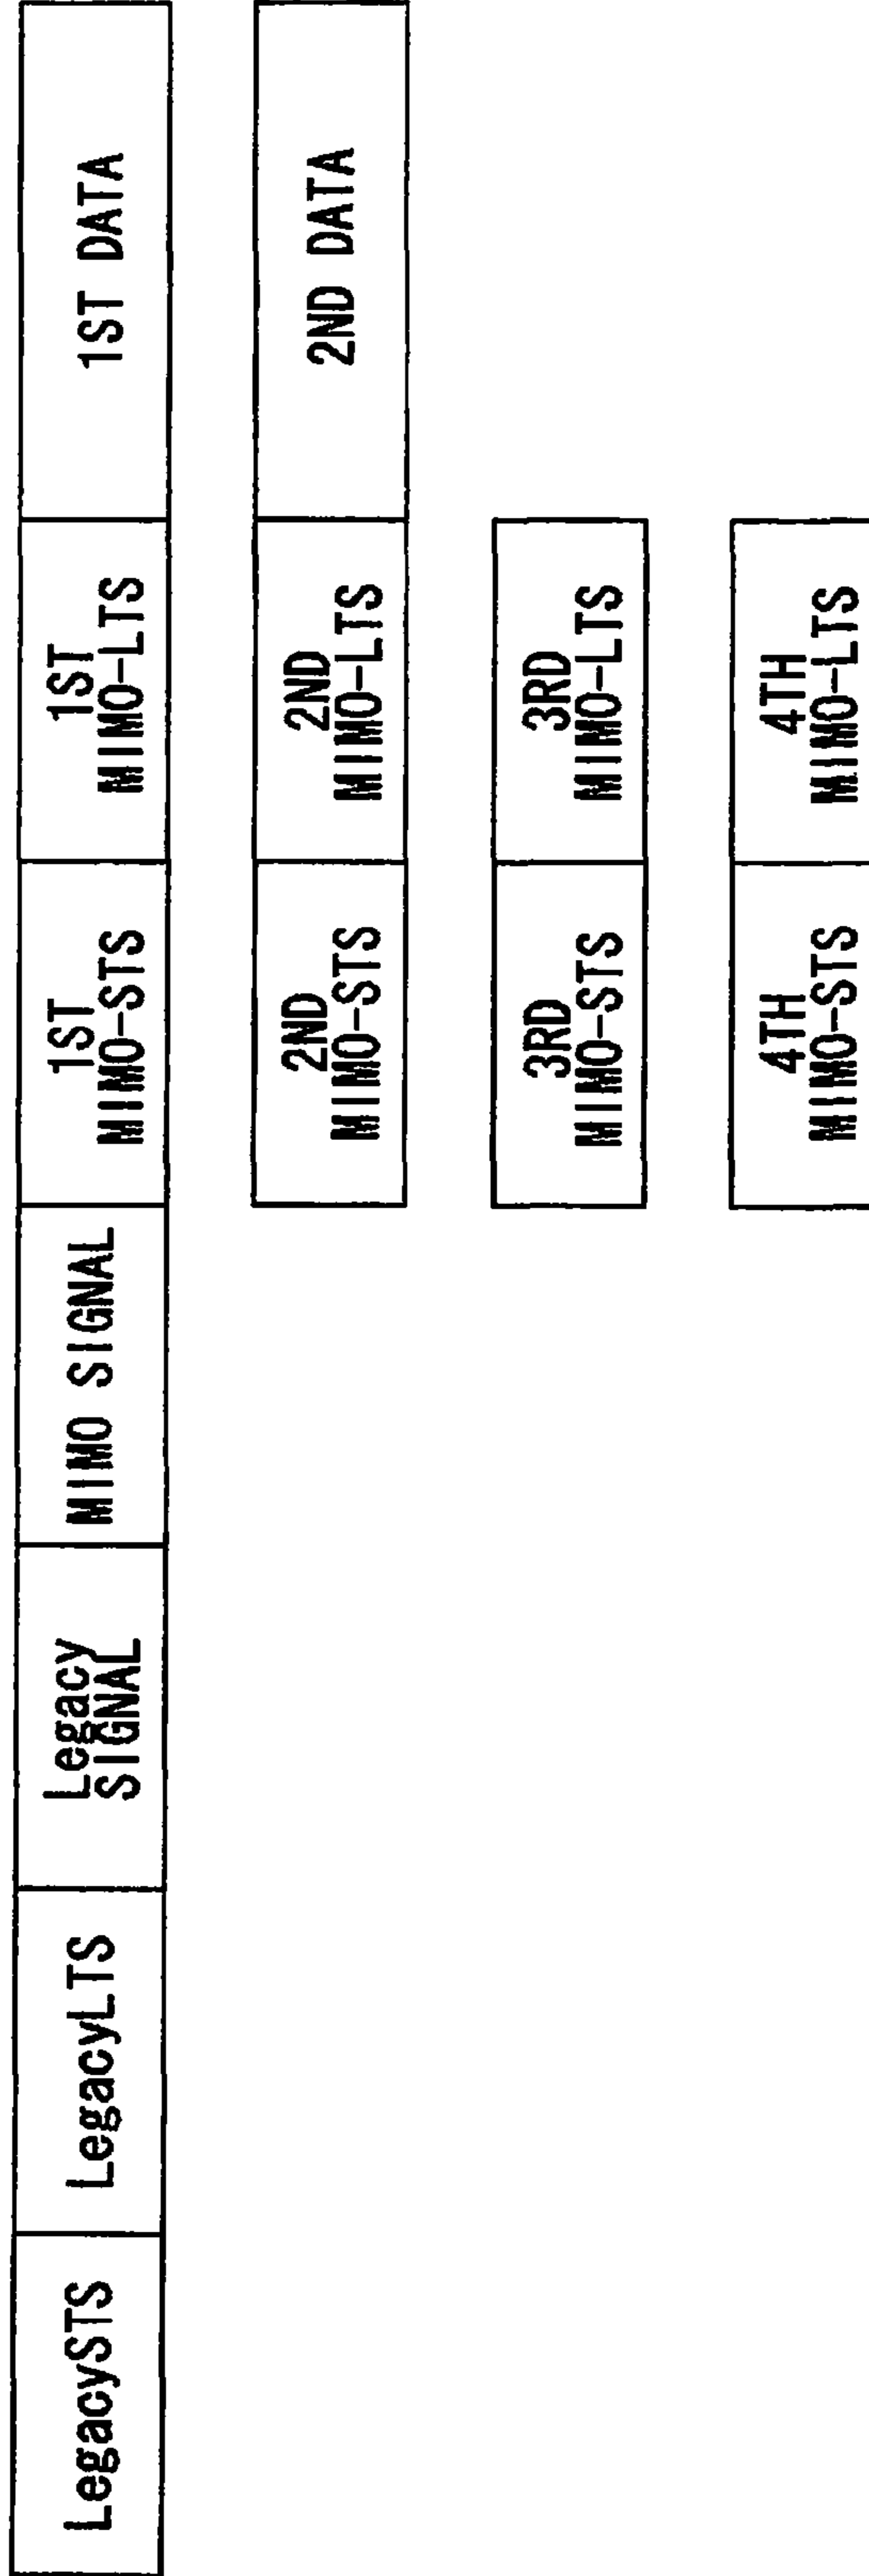 LegacySTS
LegacyLTS
Legacy
SIGNAL
MIMO SIGNAL
1ST
MIMO-STS
1ST
MIMO-LTS
1ST DATA
2ND
MIMO-STS
2ND
MIMO-LTS
2ND DATA
3RD
MIMO-STS
3RD
MIMO-LTS
4TH
MIMO-STS
4TH
MIMO-LTS